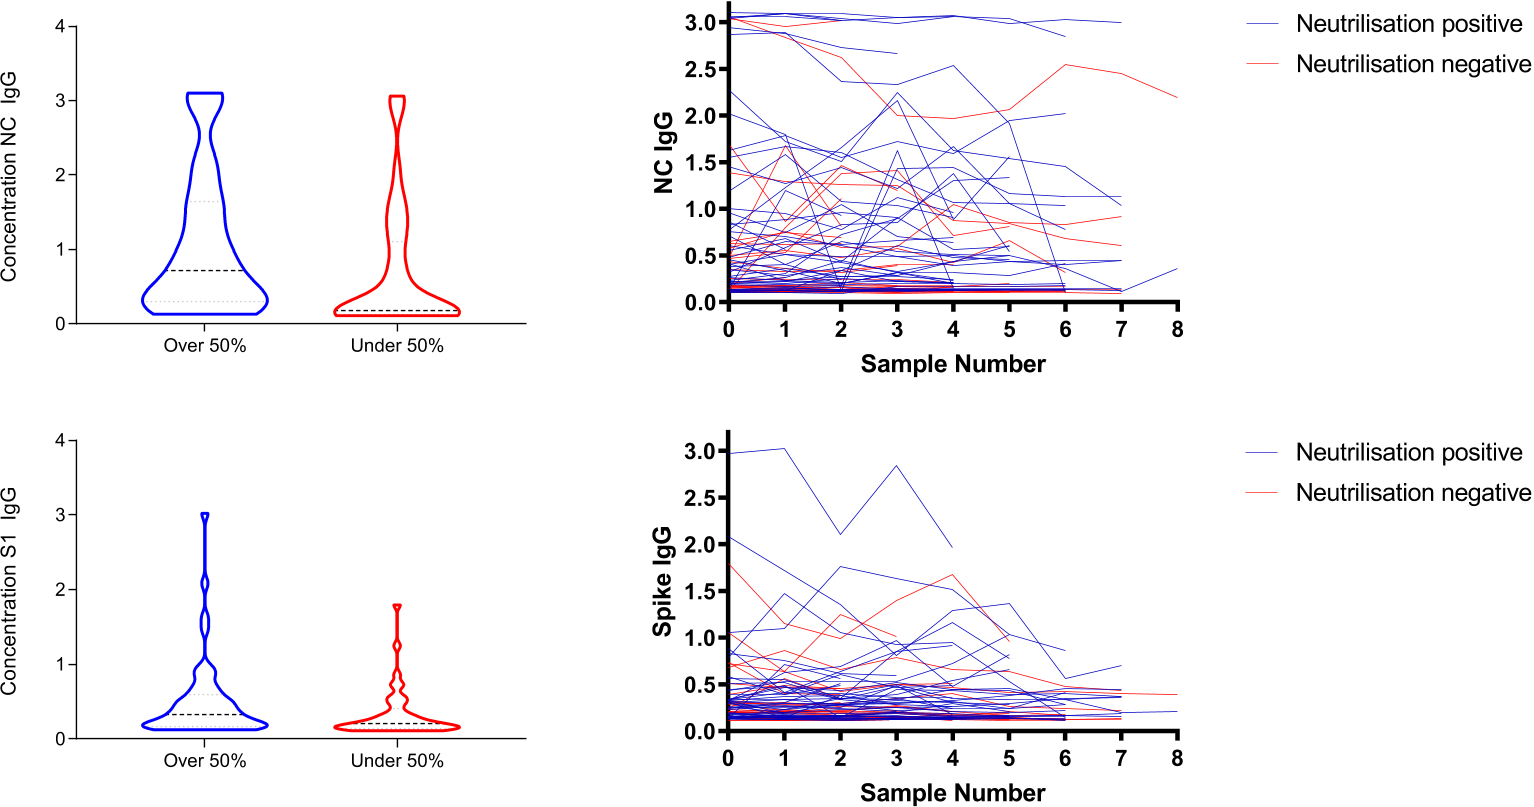 4
3
2
1
0
Concentration NC IgG
Over 50%
Under 50%
3.0
2.5
2.0
1.5
1.0
0.5
0.0
NC IgG
0 1 2 3 4 5 6 7 8
Sample Number
Neutrilisation positive
Neutrilisation negative
4
3
2
1
0
Concentration S1 IgG
Over 50%
Under 50%
3.0
2.5
2.0
1.5
1.0
0.5
0.0
Spike IgG
0 1 2 3 4 5 6 7 8
Sample Number
Neutrilisation positive
Neutrilisation negative